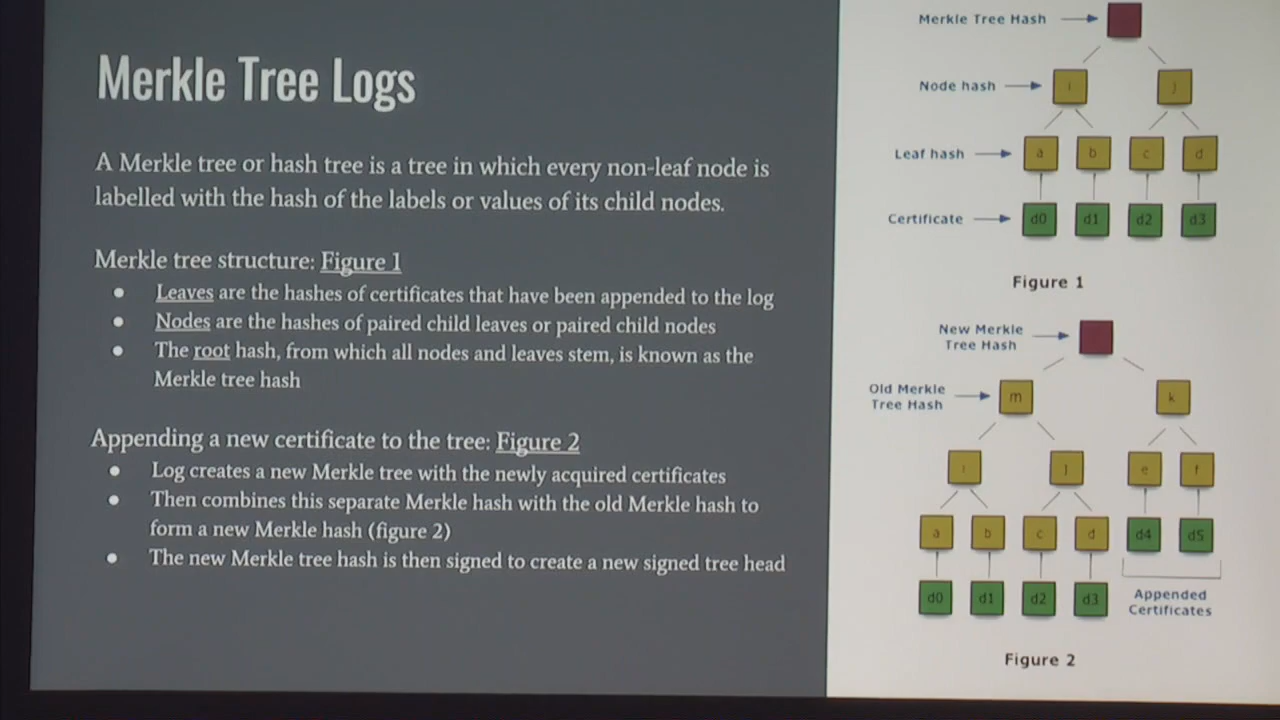 Merkle Tree Logs
A Merkle tree or hash tree is a tree in which every non-leaf node is
labelled with the hash of the labels or values of its child nodes.
Merkle tree structure: Figure 1
● Leaves are the hashes of certificates that have been appended to the log
● Nodes are the hashes of paired child leaves or paired child nodes
● The root hash, from which all nodes and leaves stem, is known as the
Merkle tree hash
Appending a new certificate to the tree: Figure 2
● Log creates a new Merkle tree with the newly acquired certificates
● Then combines this separate Merkle hash with the old Merkle hash to
form a new Merkle hash (figure 2)
● The new Merkle tree hash is then signed to create a new signed tree head
Merkle Tree Hash
Node hash i j
Leaf hash a b c d
Certificate d0 d1 d2 d3
Figure 1
New Merkle
Tree Hash
Old Merkle
Tree Hash
m k
i j e f
a b c d d4 d5
d0 d1 d2 d3
Appended
Certificates
Figure 2